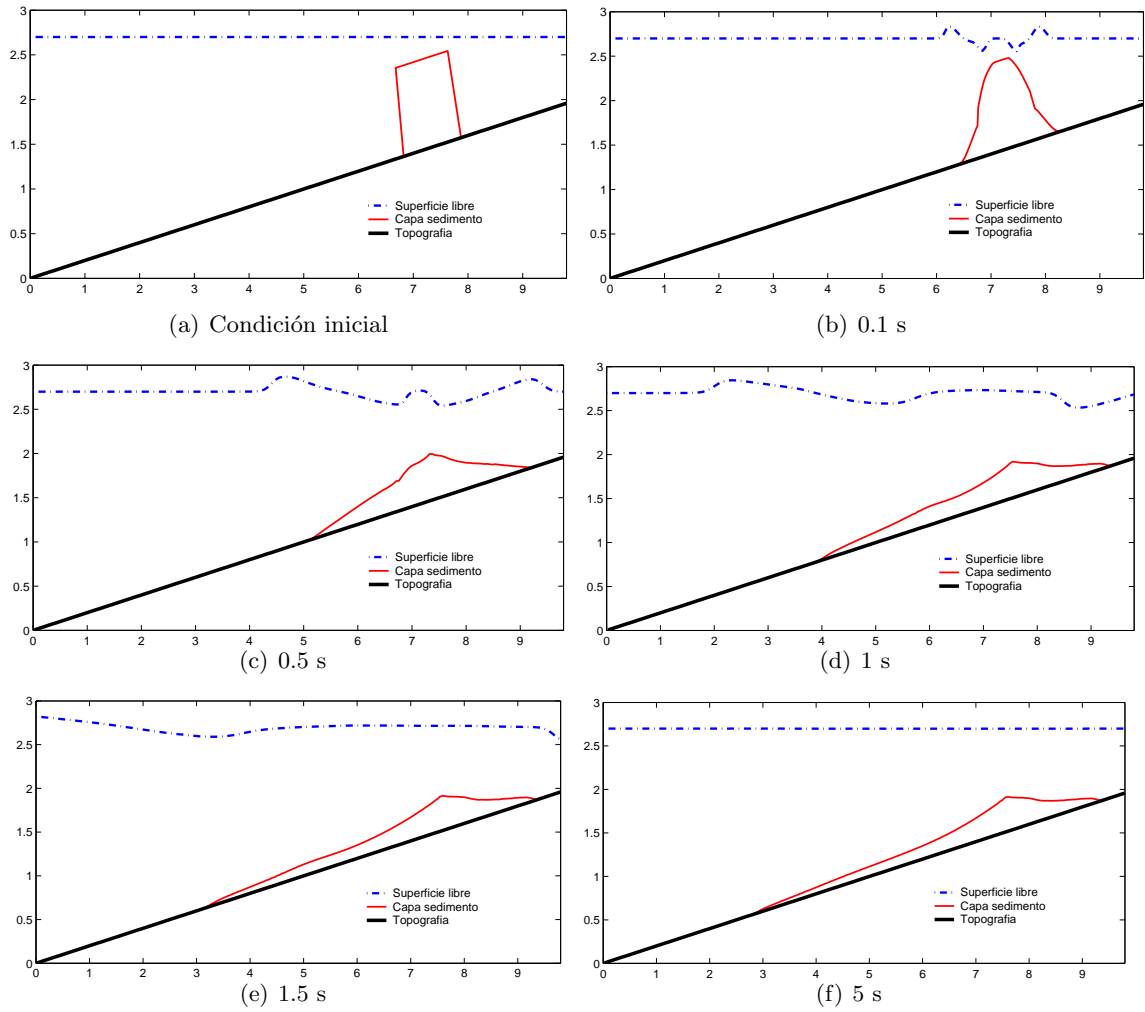 3
2.5
2
1.5
1
0.5
0
0 1 2 3 4 5 6 7 8 9
Superficie libre
Capa sedimento
Topografia
(a) Condición inicial
3
2.5
2
1.5
1
0.5
0
0 1 2 3 4 5 6 7 8 9
Superficie libre
Capa sedimento
Topografia
(b) 0.1 s
3
2.5
2
1.5
1
0.5
0
0 1 2 3 4 5 6 7 8 9
Superficie libre
Capa sedimento
Topografia
(c) 0.5 s
3
2.5
2
1.5
1
0.5
0
0 1 2 3 4 5 6 7 8 9
Superficie libre
Capa sedimento
Topografia
(d) 1 s
3
2.5
2
1.5
1
0.5
0
0 1 2 3 4 5 6 7 8 9
Superficie libre
Capa sedimento
Topografia
(e) 1.5 s
3
2.5
2
1.5
1
0.5
0
0 1 2 3 4 5 6 7 8 9
Superficie libre
Capa sedimento
Topografia
(f) 5 s